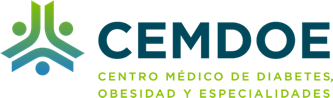 CEMDOE
CENTRO MÉDICO DE DIABETES,
OBESIDAD Y ESPECIALIDADES